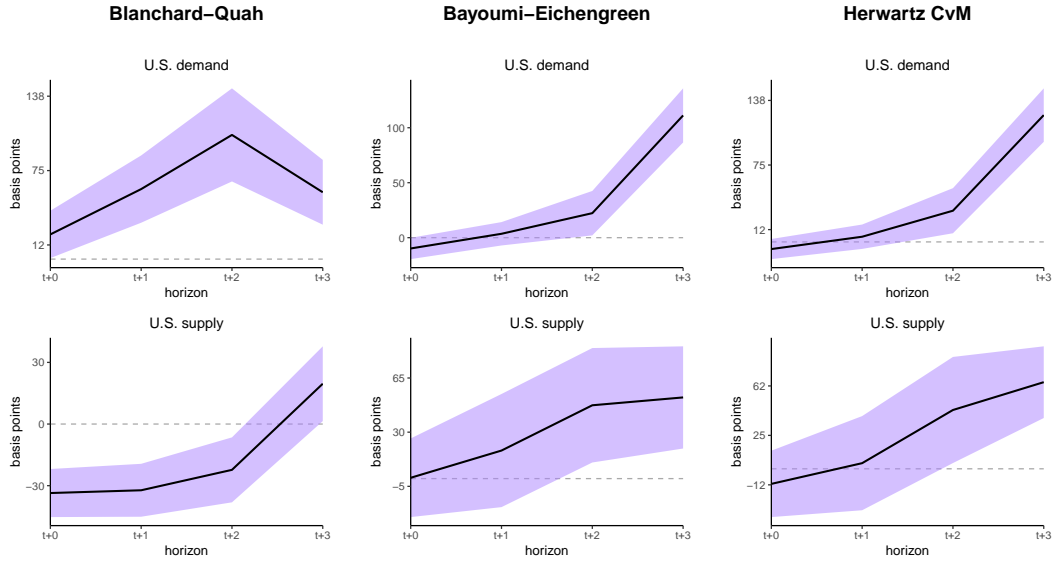 Blanchard−Quah
Bayoumi−Eichengreen
Herwartz CvM
U.S. demand
138
75
12
basis points
t+0
t+1
t+2
t+3
horizon
U.S. demand
100
50
0
basis points
t+0
t+1
t+2
t+3
horizon
U.S. demand
138
75
12
basis points
t+0
t+1
t+2
t+3
horizon
U.S. supply
30
0
−30
basis points
t+0
t+1
t+2
t+3
horizon
U.S. supply
65
30
−5
basis points
t+0
t+1
t+2
t+3
horizon
U.S. supply
62
25
−12
basis points
t+0
t+1
t+2
t+3
horizon